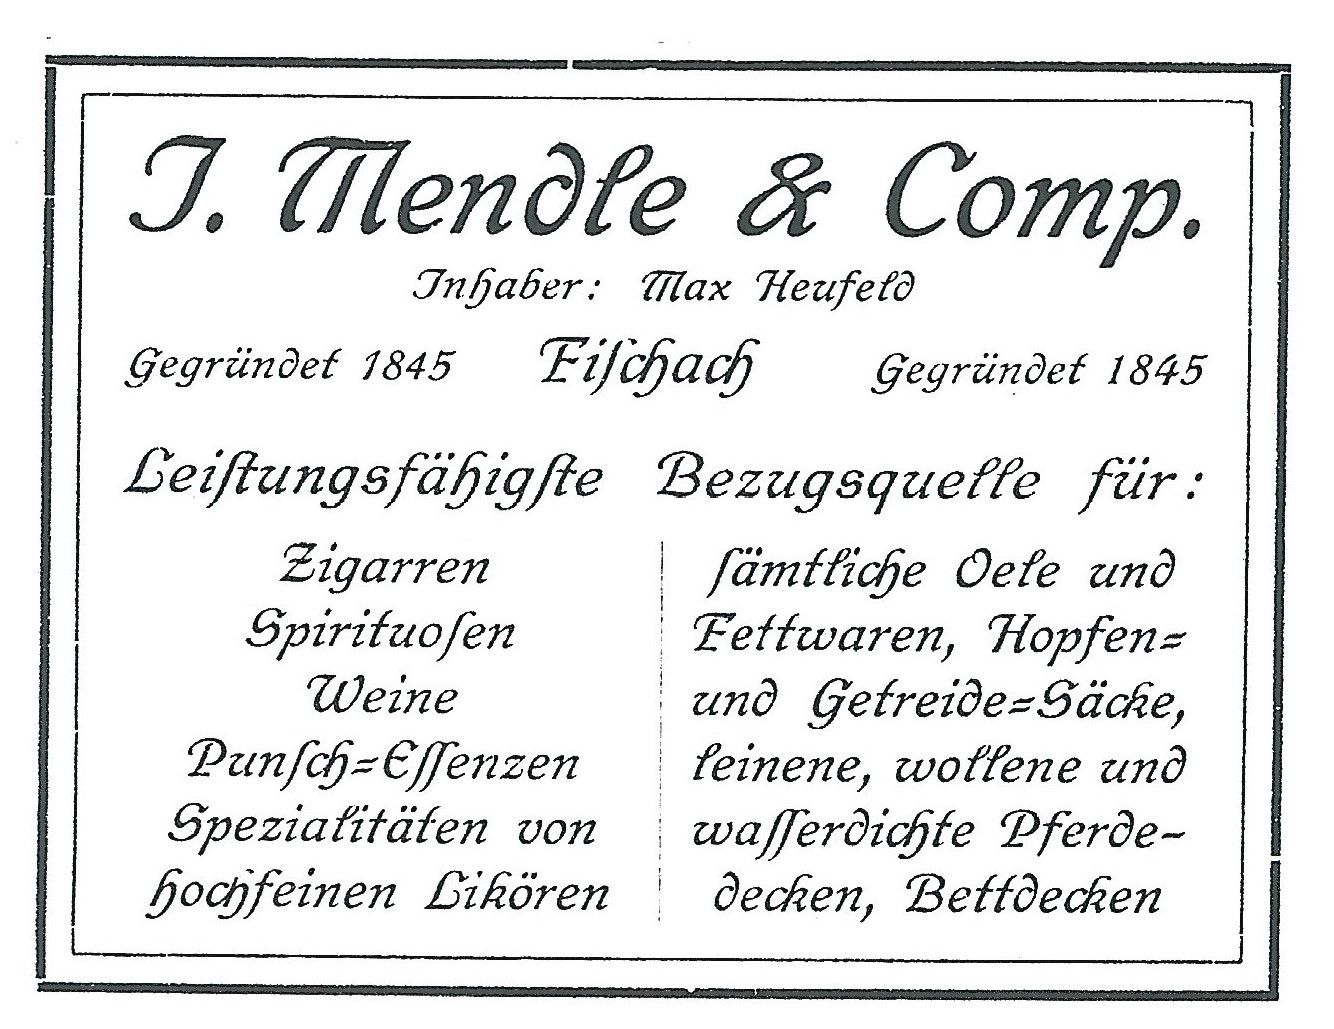 J. Mendle & Comp.
Inhaber: Max Heufeld
Gegründet 1845 Fiſchach Gegründet 1845
Leiſtungsfähigſte Bezugsquelle für:
Zigarren
Spirituoſen
Weine
Punſch=Eſſenzen
Spezialitäten von
hochfeinen Likören
ſämtliche Oele und
Fettwaren, Hopfen=
und Getreide=Säcke,
leinene, wollene und
waſſerdichte Pferde-
decken, Bettdecken